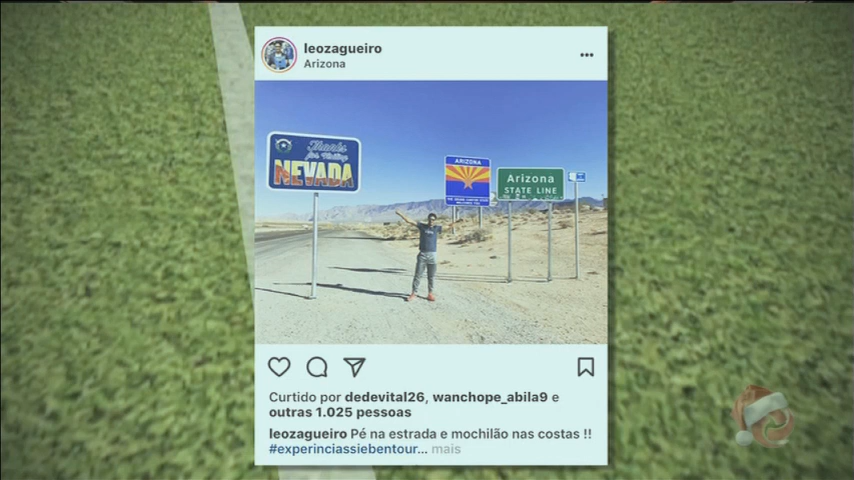 leozagueiro
Arizona
Thanks
for Visiting
NEVADA
ARIZONA
Arizona
STATE LINE
Curtido por dedevital26, wanchope_abila9 e
outras 1.025 pessoas
leozagueiro Pé na estrada e mochilão nas costas !!
#experinciassiebentour... mais